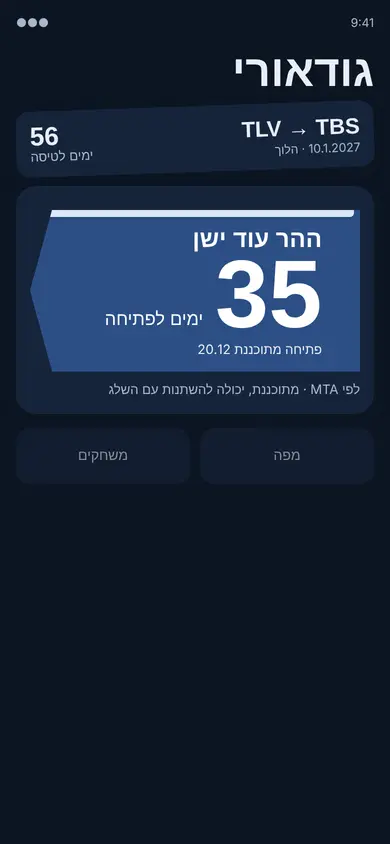 9:41
גודאורי
TLV → TBS
10.1.2027 · הלוך
56
ימים לטיסה
ההר עוד ישן
35 ימים לפתיחה
פתיחה מתוכננת 20.12
לפי MTA · מתוכננת, יכולה להשתנות עם השלג
מפה
משחקים